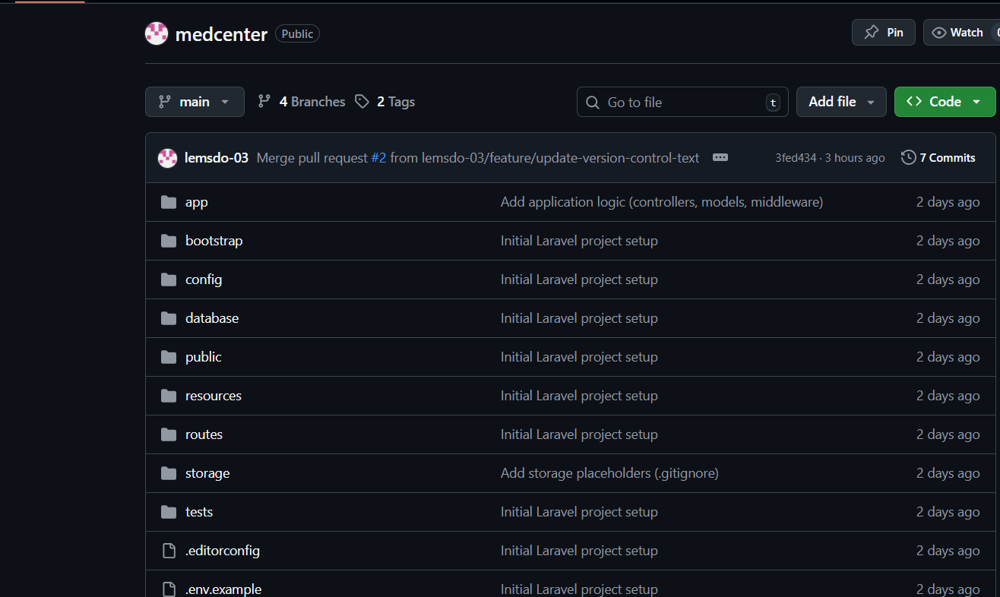 medcenter Public Pin Watch
main 4 Branches 2 Tags Go to file t Add file Code
lemsdo-03 Merge pull request #2 from lemsdo-03/feature/update-version-control-text 3fed434 · 3 hours ago 7 Commits
app Add application logic (controllers, models, middleware) 2 days ago
bootstrap Initial Laravel project setup 2 days ago
config Initial Laravel project setup 2 days ago
database Initial Laravel project setup 2 days ago
public Initial Laravel project setup 2 days ago
resources Initial Laravel project setup 2 days ago
routes Initial Laravel project setup 2 days ago
storage Add storage placeholders (.gitignore) 2 days ago
tests Initial Laravel project setup 2 days ago
.editorconfig Initial Laravel project setup 2 days ago
.env.example Initial Laravel project setup 2 days ago